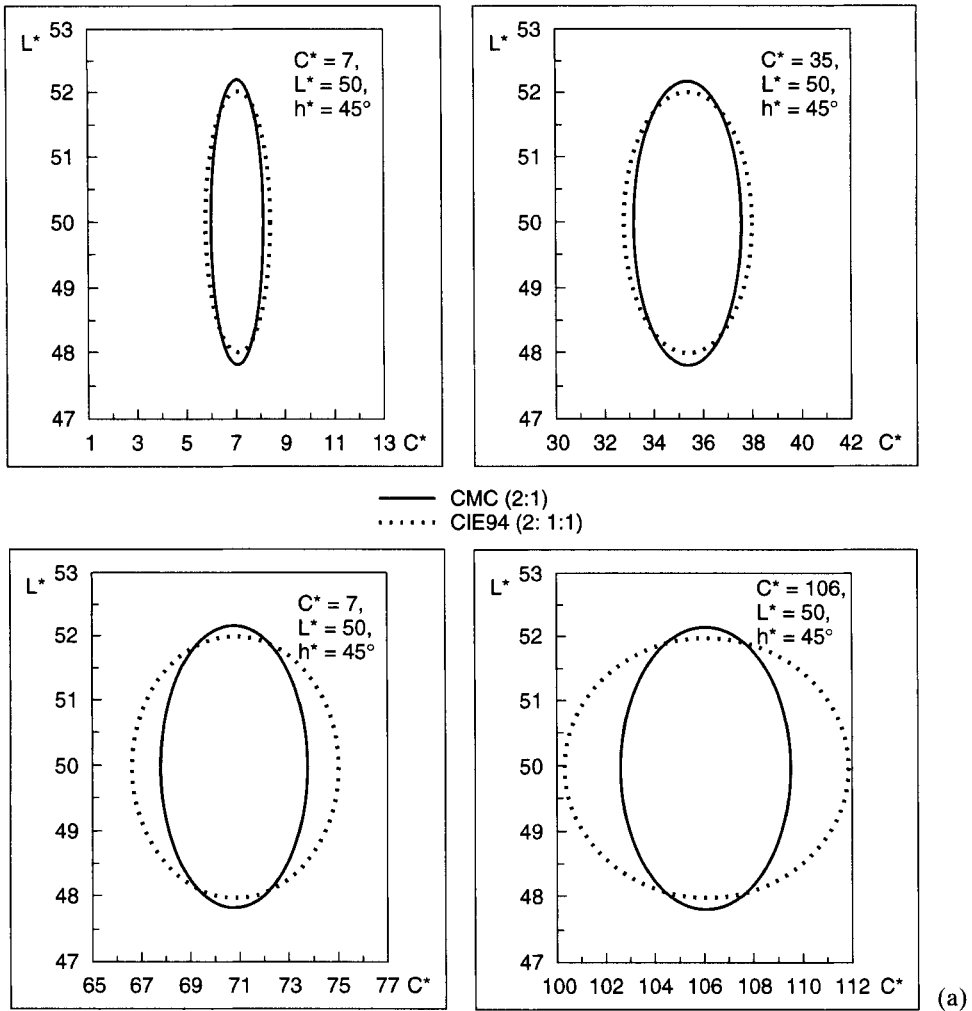 L*
53
52
51
50
49
48
47
C* = 7,
L* = 50,
h* = 45°
1 3 5 7 9 11 13 C*
L*
53
52
51
50
49
48
47
C* = 35,
L* = 50,
h* = 45°
30 32 34 36 38 40 42 C*
CMC (2:1)
CIE94 (2: 1:1)
L*
53
52
51
50
49
48
47
C* = 7,
L* = 50,
h* = 45°
65 67 69 71 73 75 77 C*
L*
53
52
51
50
49
48
47
C* = 106,
L* = 50,
h* = 45°
100 102 104 106 108 110 112 C*
(a)